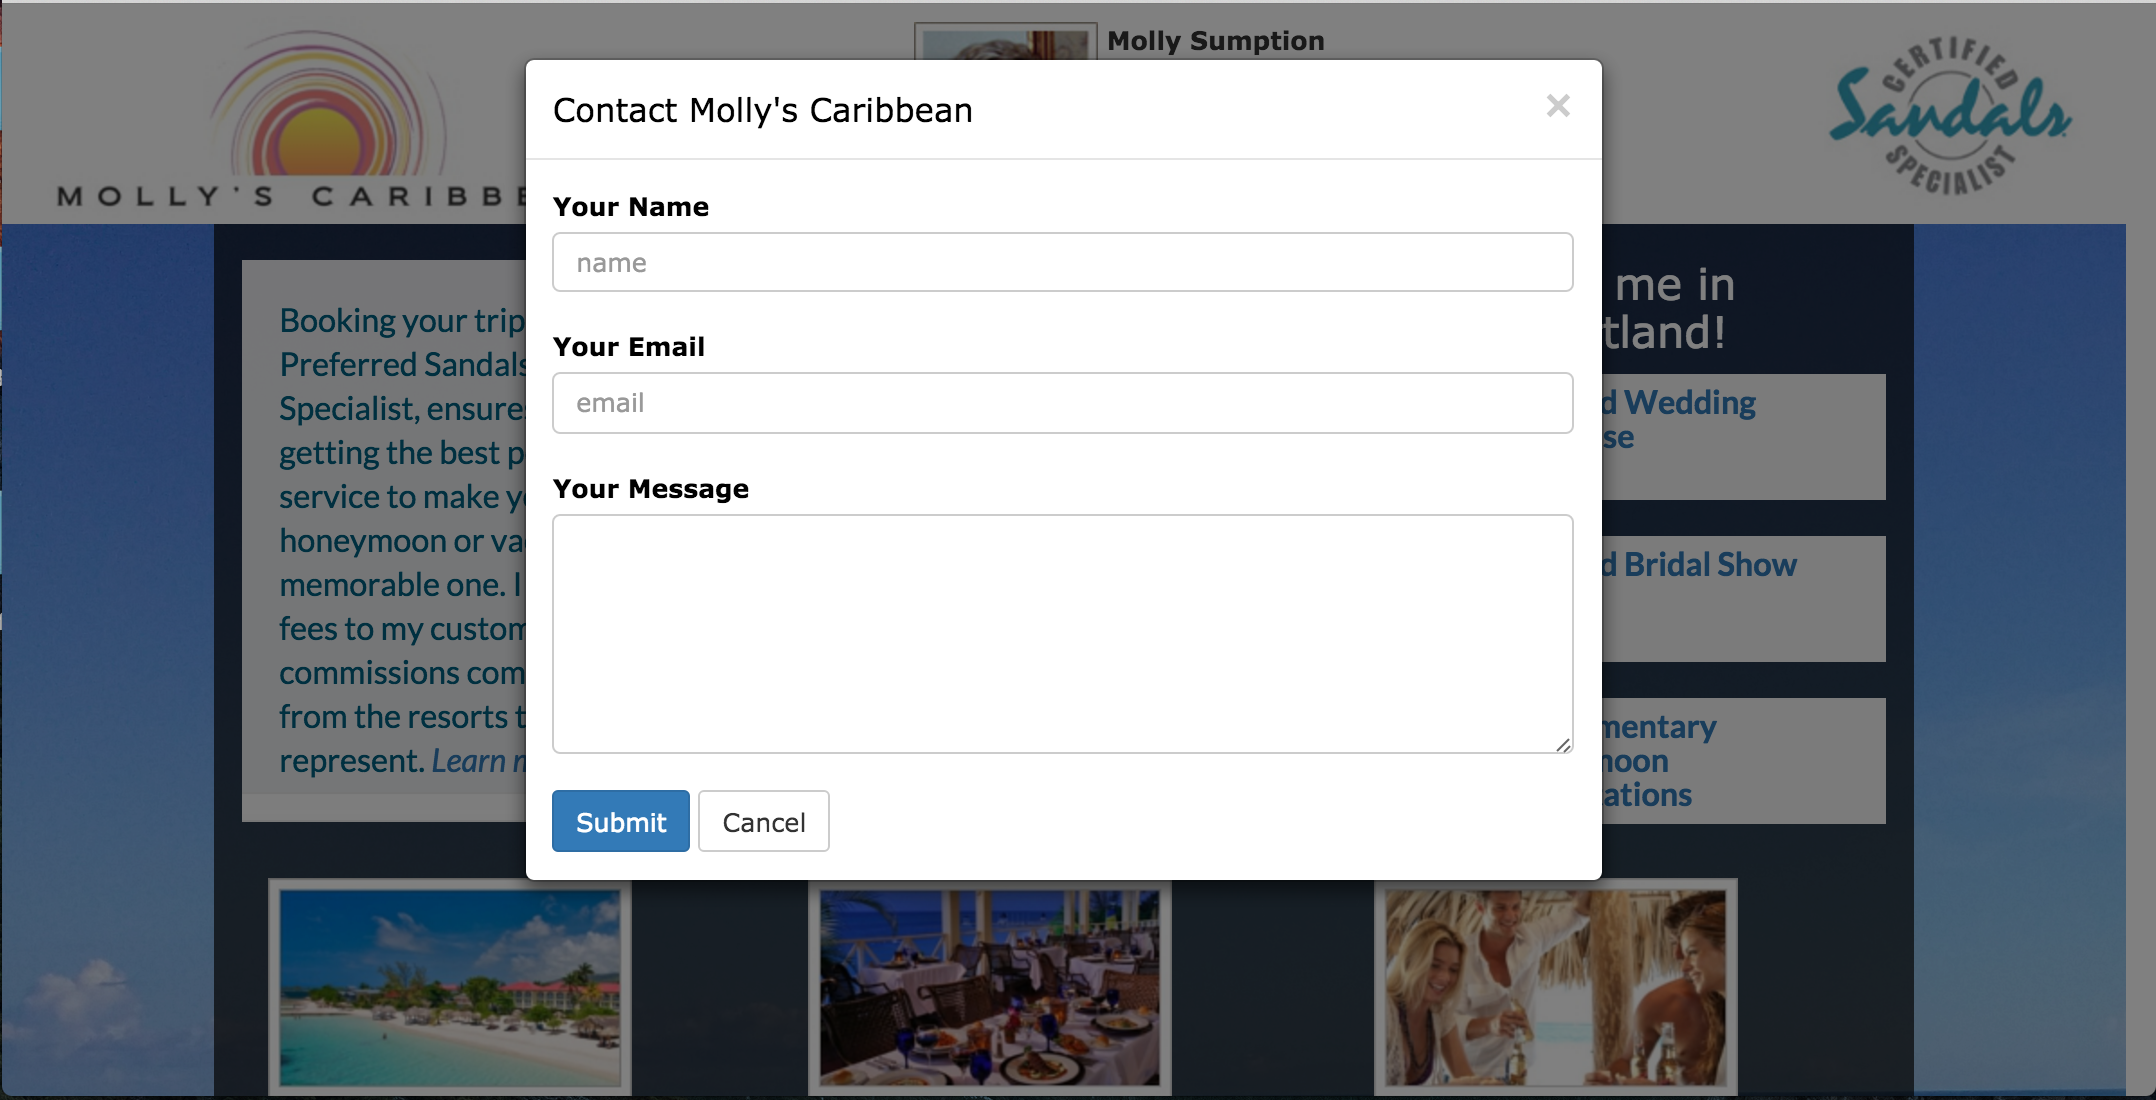 Molly Sumption
CERTIFIED
Sandals
SPECIALIST
MOLLY'S CARIBBE
Contact Molly's Caribbean
×
Your Name
name
Your Email
email
Your Message
Submit
Cancel
Booking your trip
Preferred Sandals
Specialist, ensures
getting the best p
service to make y
honeymoon or va
memorable one. I
fees to my custom
commissions com
from the resorts t
represent. Learn
me in
tland!
d Wedding
se
d Bridal Show
mentary
moon
ations